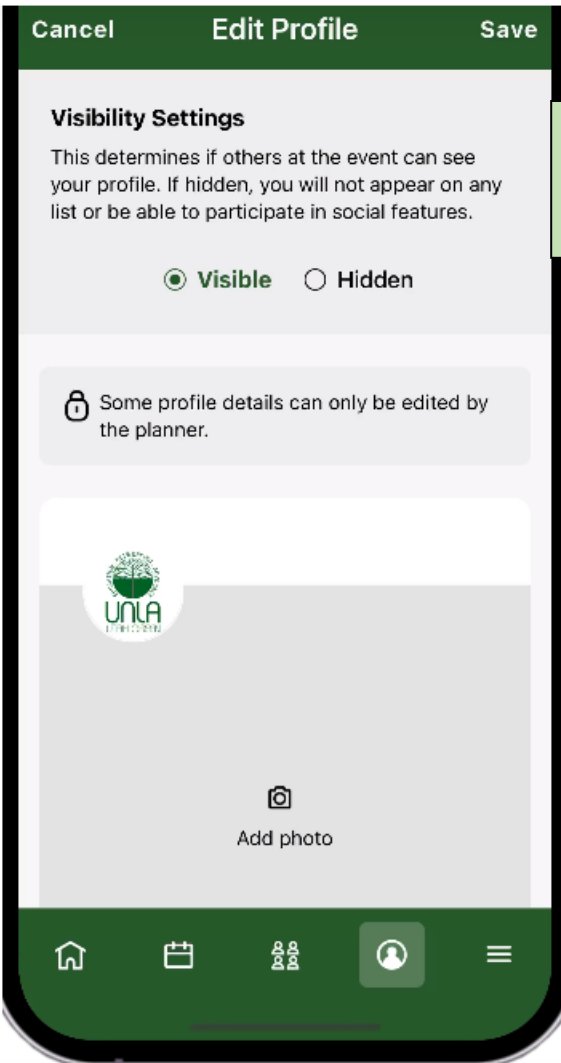 Cancel Edit Profile Save
Visibility Settings
This determines if others at the event can see
your profile. If hidden, you will not appear on any
list or be able to participate in social features.
Visible Hidden
Some profile details can only be edited by
the planner.
UNLA
UTAH GREEN
Add photo